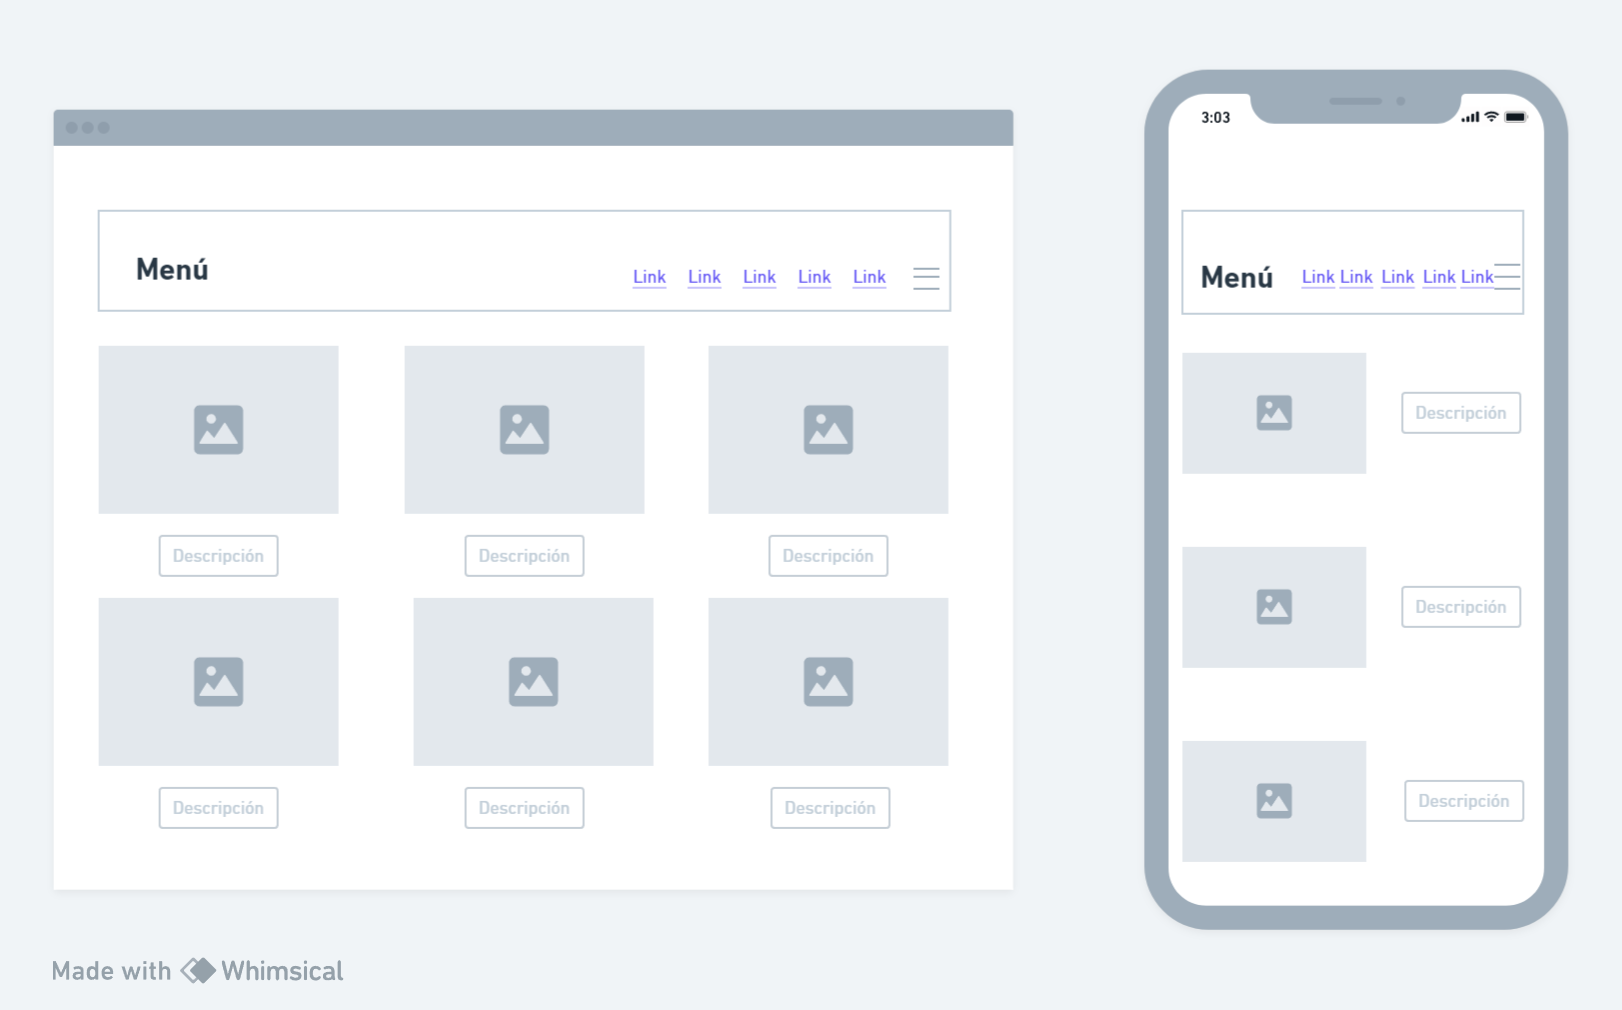 Menú
Link Link Link Link Link
Descripción Descripción Descripción
Descripción Descripción Descripción
3:03
Menú Link Link Link Link Link
Descripción
Descripción
Descripción
Made with Whimsical